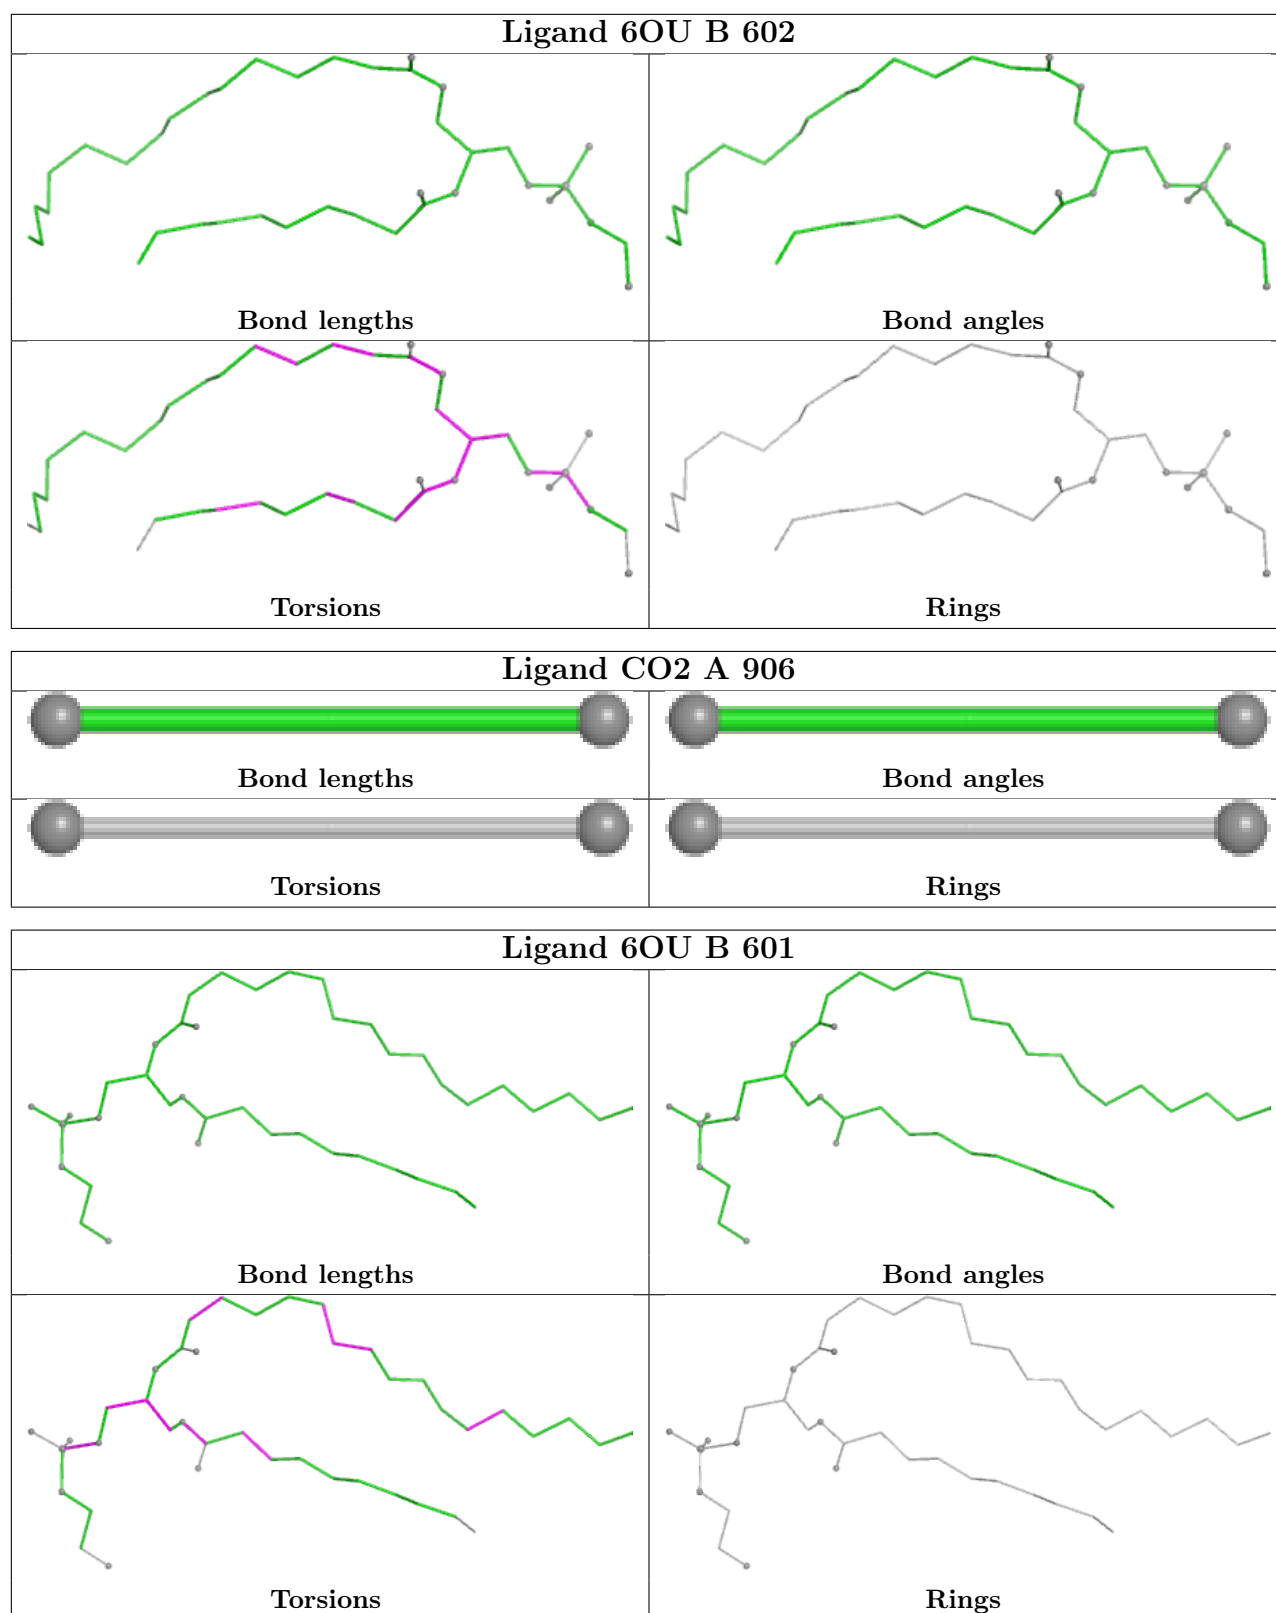 Ligand 6OU B 602
Bond lengths
Bond angles
Torsions
Rings
Ligand CO2 A 906
Bond lengths
Bond angles
Torsions
Rings
Ligand 6OU B 601
Bond lengths
Bond angles
Torsions
Rings